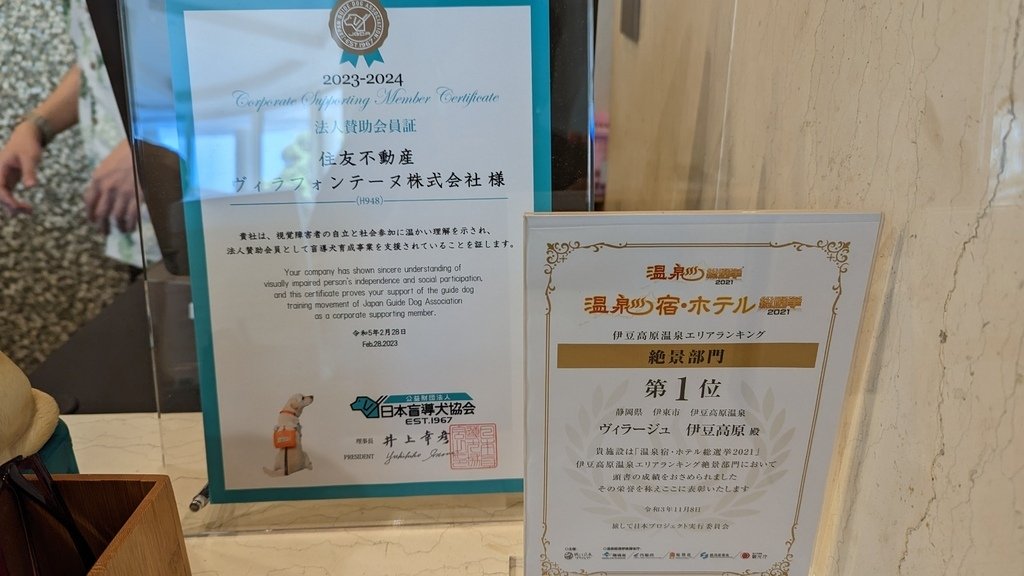 JAPAN GUIDE DOG ASSOCIATION
JGDA
EST.1967
2023-2024
Corporate Supporting Member Certificate
法人賛助会員証
住友不動産
ヴィラフォンテーヌ株式会社 様
(H948)
貴社は、視覚障害者の自立と社会参加に温かい理解を示され、
法人賛助会員として盲導犬育成事業を支援されていることを証します。
Your company has shown sincere understanding of
visually impaired person's independence and social participation,
and this certificate proves your support of the guide dog
training movement of Japan Guide Dog Association
as a corporate supporting member.
令和5年2月28日
Feb.28.2023
公益財団法人
日本盲導犬協会
EST.1967
理事長 井上幸彦
PRESIDENT
温泉総選挙
2021
温泉宿・ホテル総選挙
2021
伊豆高原温泉エリアランキング
絶景部門
第1位
静岡県 伊東市 伊豆高原温泉
ヴィラージュ 伊豆高原 殿
貴施設は「温泉宿・ホテル総選挙2021」
伊豆高原温泉エリアランキング絶景部門において
頭書の成績をおさめられました
その栄誉を称えここに表彰いたします
令和3年11月8日
旅して日本プロジェクト実行委員会